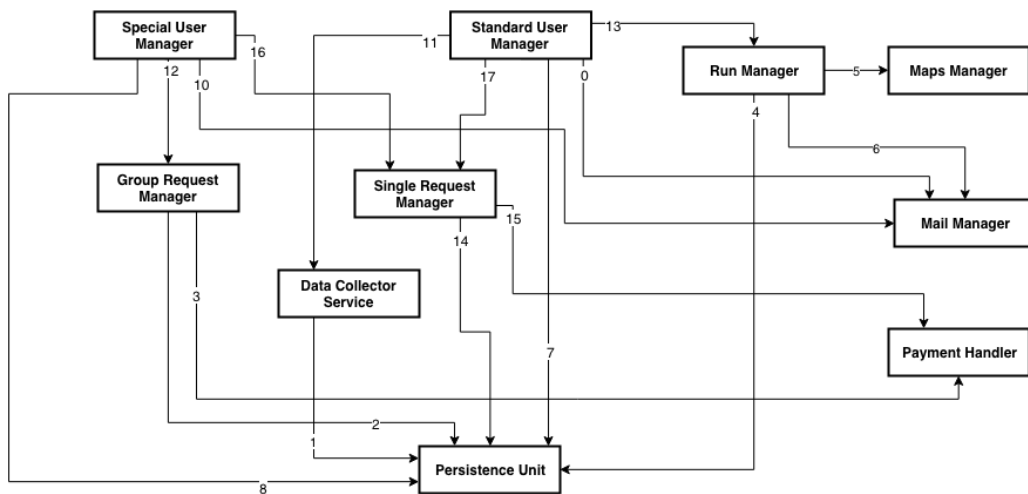 Special User
Manager
Standard User
Manager
13
11
16
12
10
17
0
Run Manager
5
Maps Manager
4
6
Group Request
Manager
Single Request
Manager
15
14
Mail Manager
3
Data Collector
Service
7
Payment Handler
2
1
Persistence Unit
8